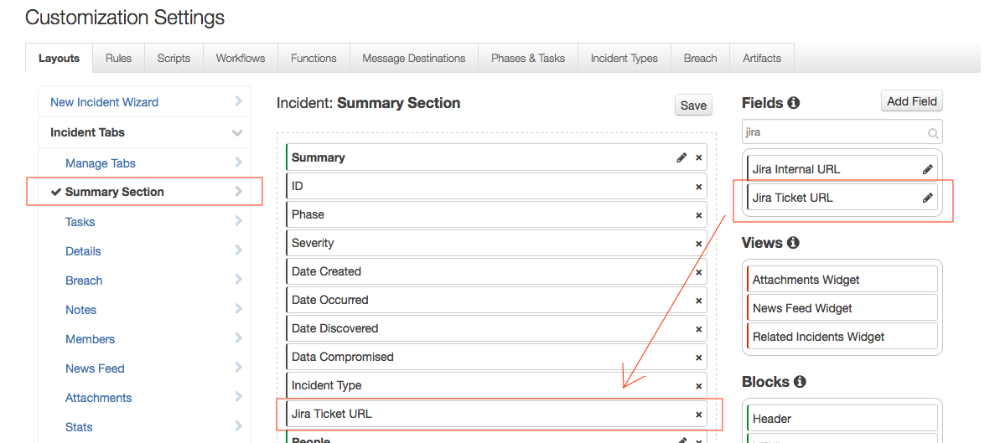 Customization Settings
Layouts Rules Scripts Workflows Functions Message Destinations Phases & Tasks Incident Types Breach Artifacts
New Incident Wizard
Incident Tabs
Manage Tabs
Summary Section
Tasks
Details
Breach
Notes
Members
News Feed
Attachments
Stats
Incident: Summary Section
Save
Summary
ID
Phase
Severity
Date Created
Date Occurred
Date Discovered
Data Compromised
Incident Type
Jira Ticket URL
People
Fields
Add Field
jira
Jira Internal URL
Jira Ticket URL
Views
Attachments Widget
News Feed Widget
Related Incidents Widget
Blocks
Header